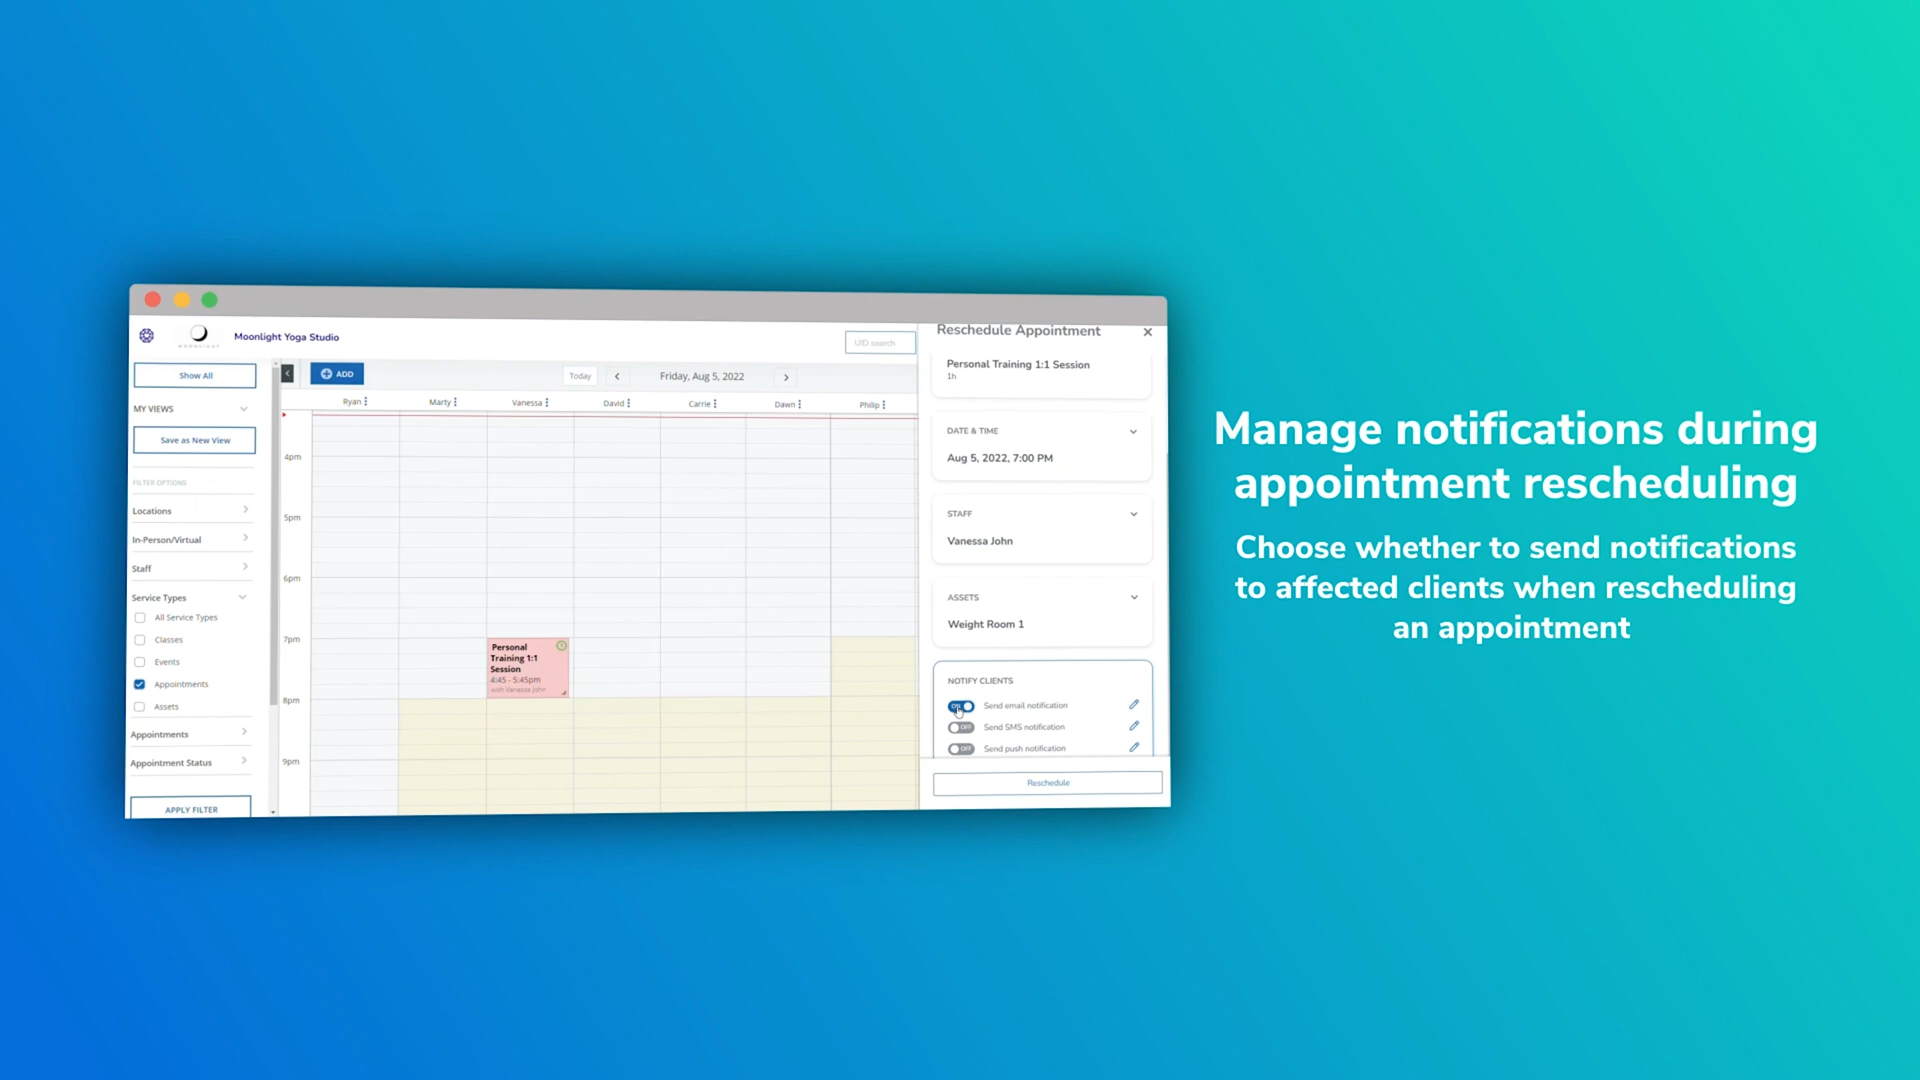 Moonlight Yoga Studio
MOONLIGHT
UID search
Show All
MY VIEWS
Save as New View
FILTER OPTIONS
Locations
In-Person/Virtual
Staff
Service Types
All Service Types
Classes
Events
Appointments
Assets
Appointments
Appointment Status
APPLY FILTER
ADD
Today
Friday, Aug 5, 2022
Ryan
Marty
Vanessa
David
Carrie
Dawn
Philip
4pm
5pm
6pm
7pm
8pm
9pm
Personal
Training 1:1
Session
4:45 - 5:45pm
with Vanessa John
Reschedule Appointment
Personal Training 1:1 Session
1h
DATE & TIME
Aug 5, 2022, 7:00 PM
STAFF
Vanessa John
ASSETS
Weight Room 1
NOTIFY CLIENTS
ON Send email notification
OFF Send SMS notification
OFF Send push notification
Reschedule
Manage notifications during
appointment rescheduling
Choose whether to send notifications
to affected clients when rescheduling
an appointment